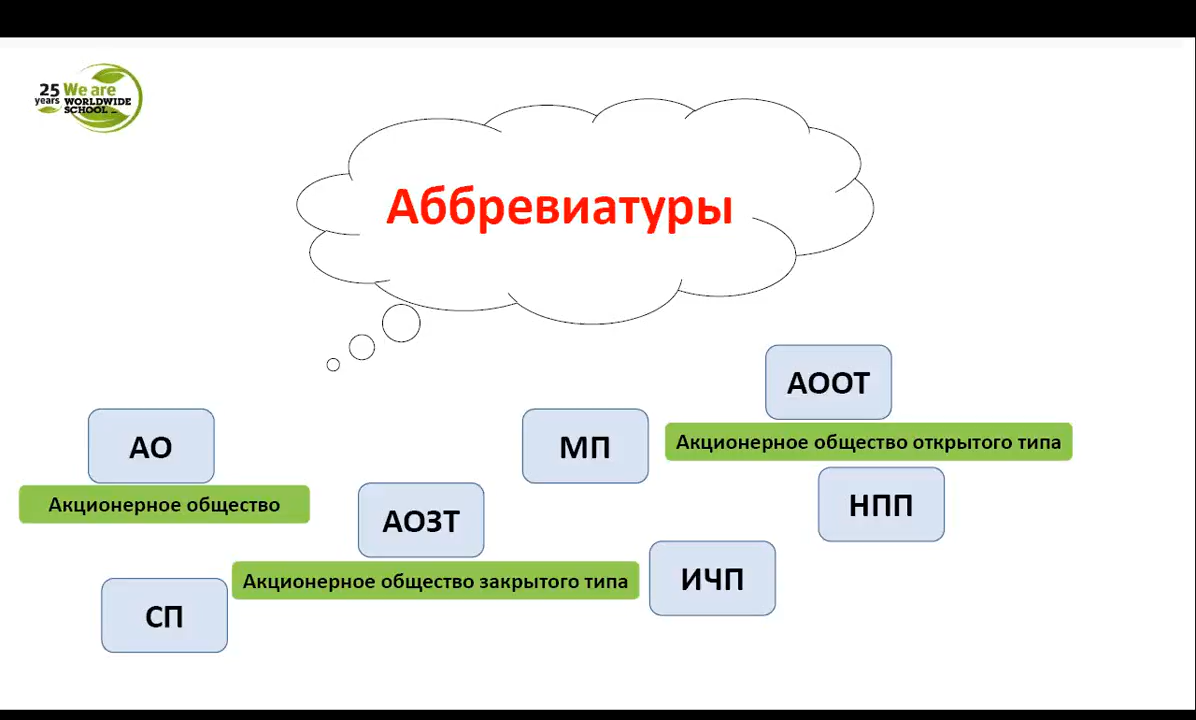 25 We are
years WORLDWIDE
SCHOOL
Аббревиатуры
АООТ
Акционерное общество открытого типа
АО
Акционерное общество
МП
НПП
АОЗТ
Акционерное общество закрытого типа
ИЧП
СП